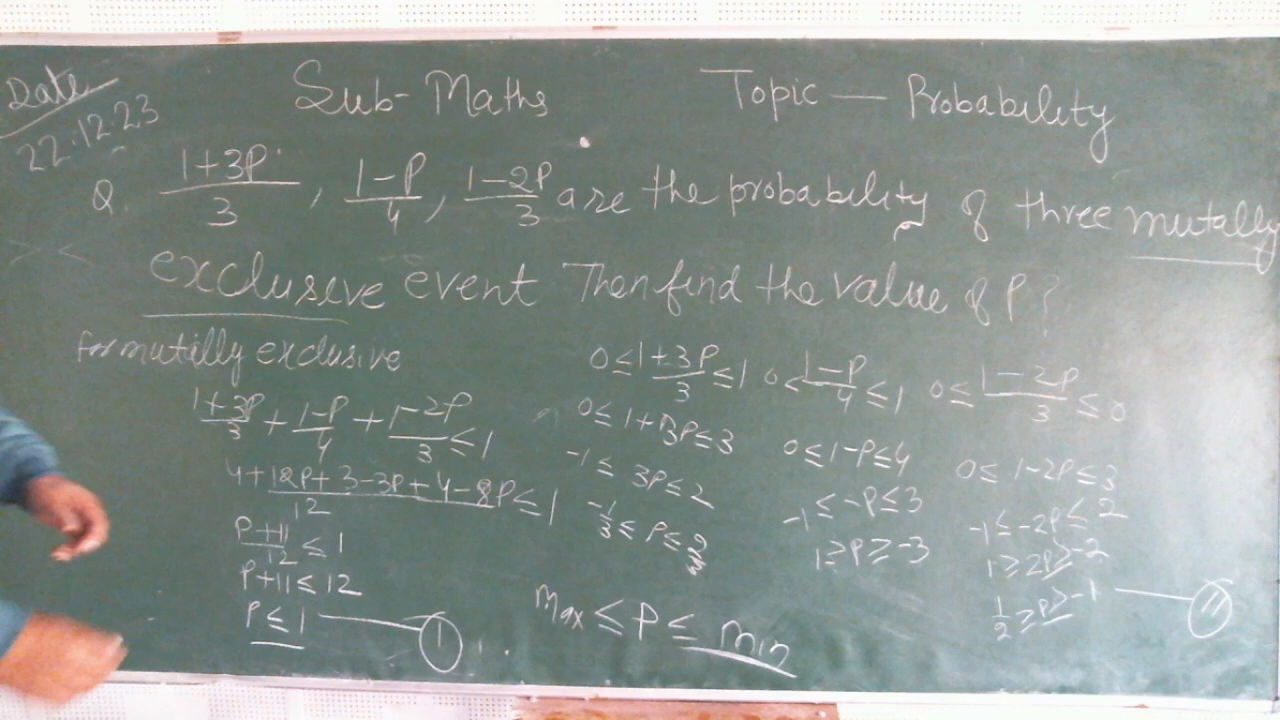 Date
22.12.23
Sub- Maths
Topic — Probability
Q. (1+3P)/3 , (1-P)/4 , (1-2P)/3 are the probability of three mutally
exclusive event Then find the value of P?
for mutally exclusive
(1+3P)/3 + (1-P)/4 + (1-2P)/3 ≤ 1
(4+12P+3-3P+4-8P)/12 ≤ 1
(P+11)/12 ≤ 1
P+11 ≤ 12
P ≤ 1 — (1)
0 ≤ (1+3P)/3 ≤ 1
0 ≤ 1+3P ≤ 3
-1 ≤ 3P ≤ 2
-1/3 ≤ P ≤ 2/3
0 < (1-P)/4 ≤ 1
0 ≤ 1-P ≤ 4
-1 ≤ -P ≤ 3
1 ≥ P ≥ -3
0 ≤ (1-2P)/3 ≤ 0
0 ≤ 1-2P ≤ 3
-1 ≤ -2P ≤ 2
1 ≥ 2P ≥ -2
1/2 ≥ P ≥ -1 — (11)
Max ≤ P ≤ Min